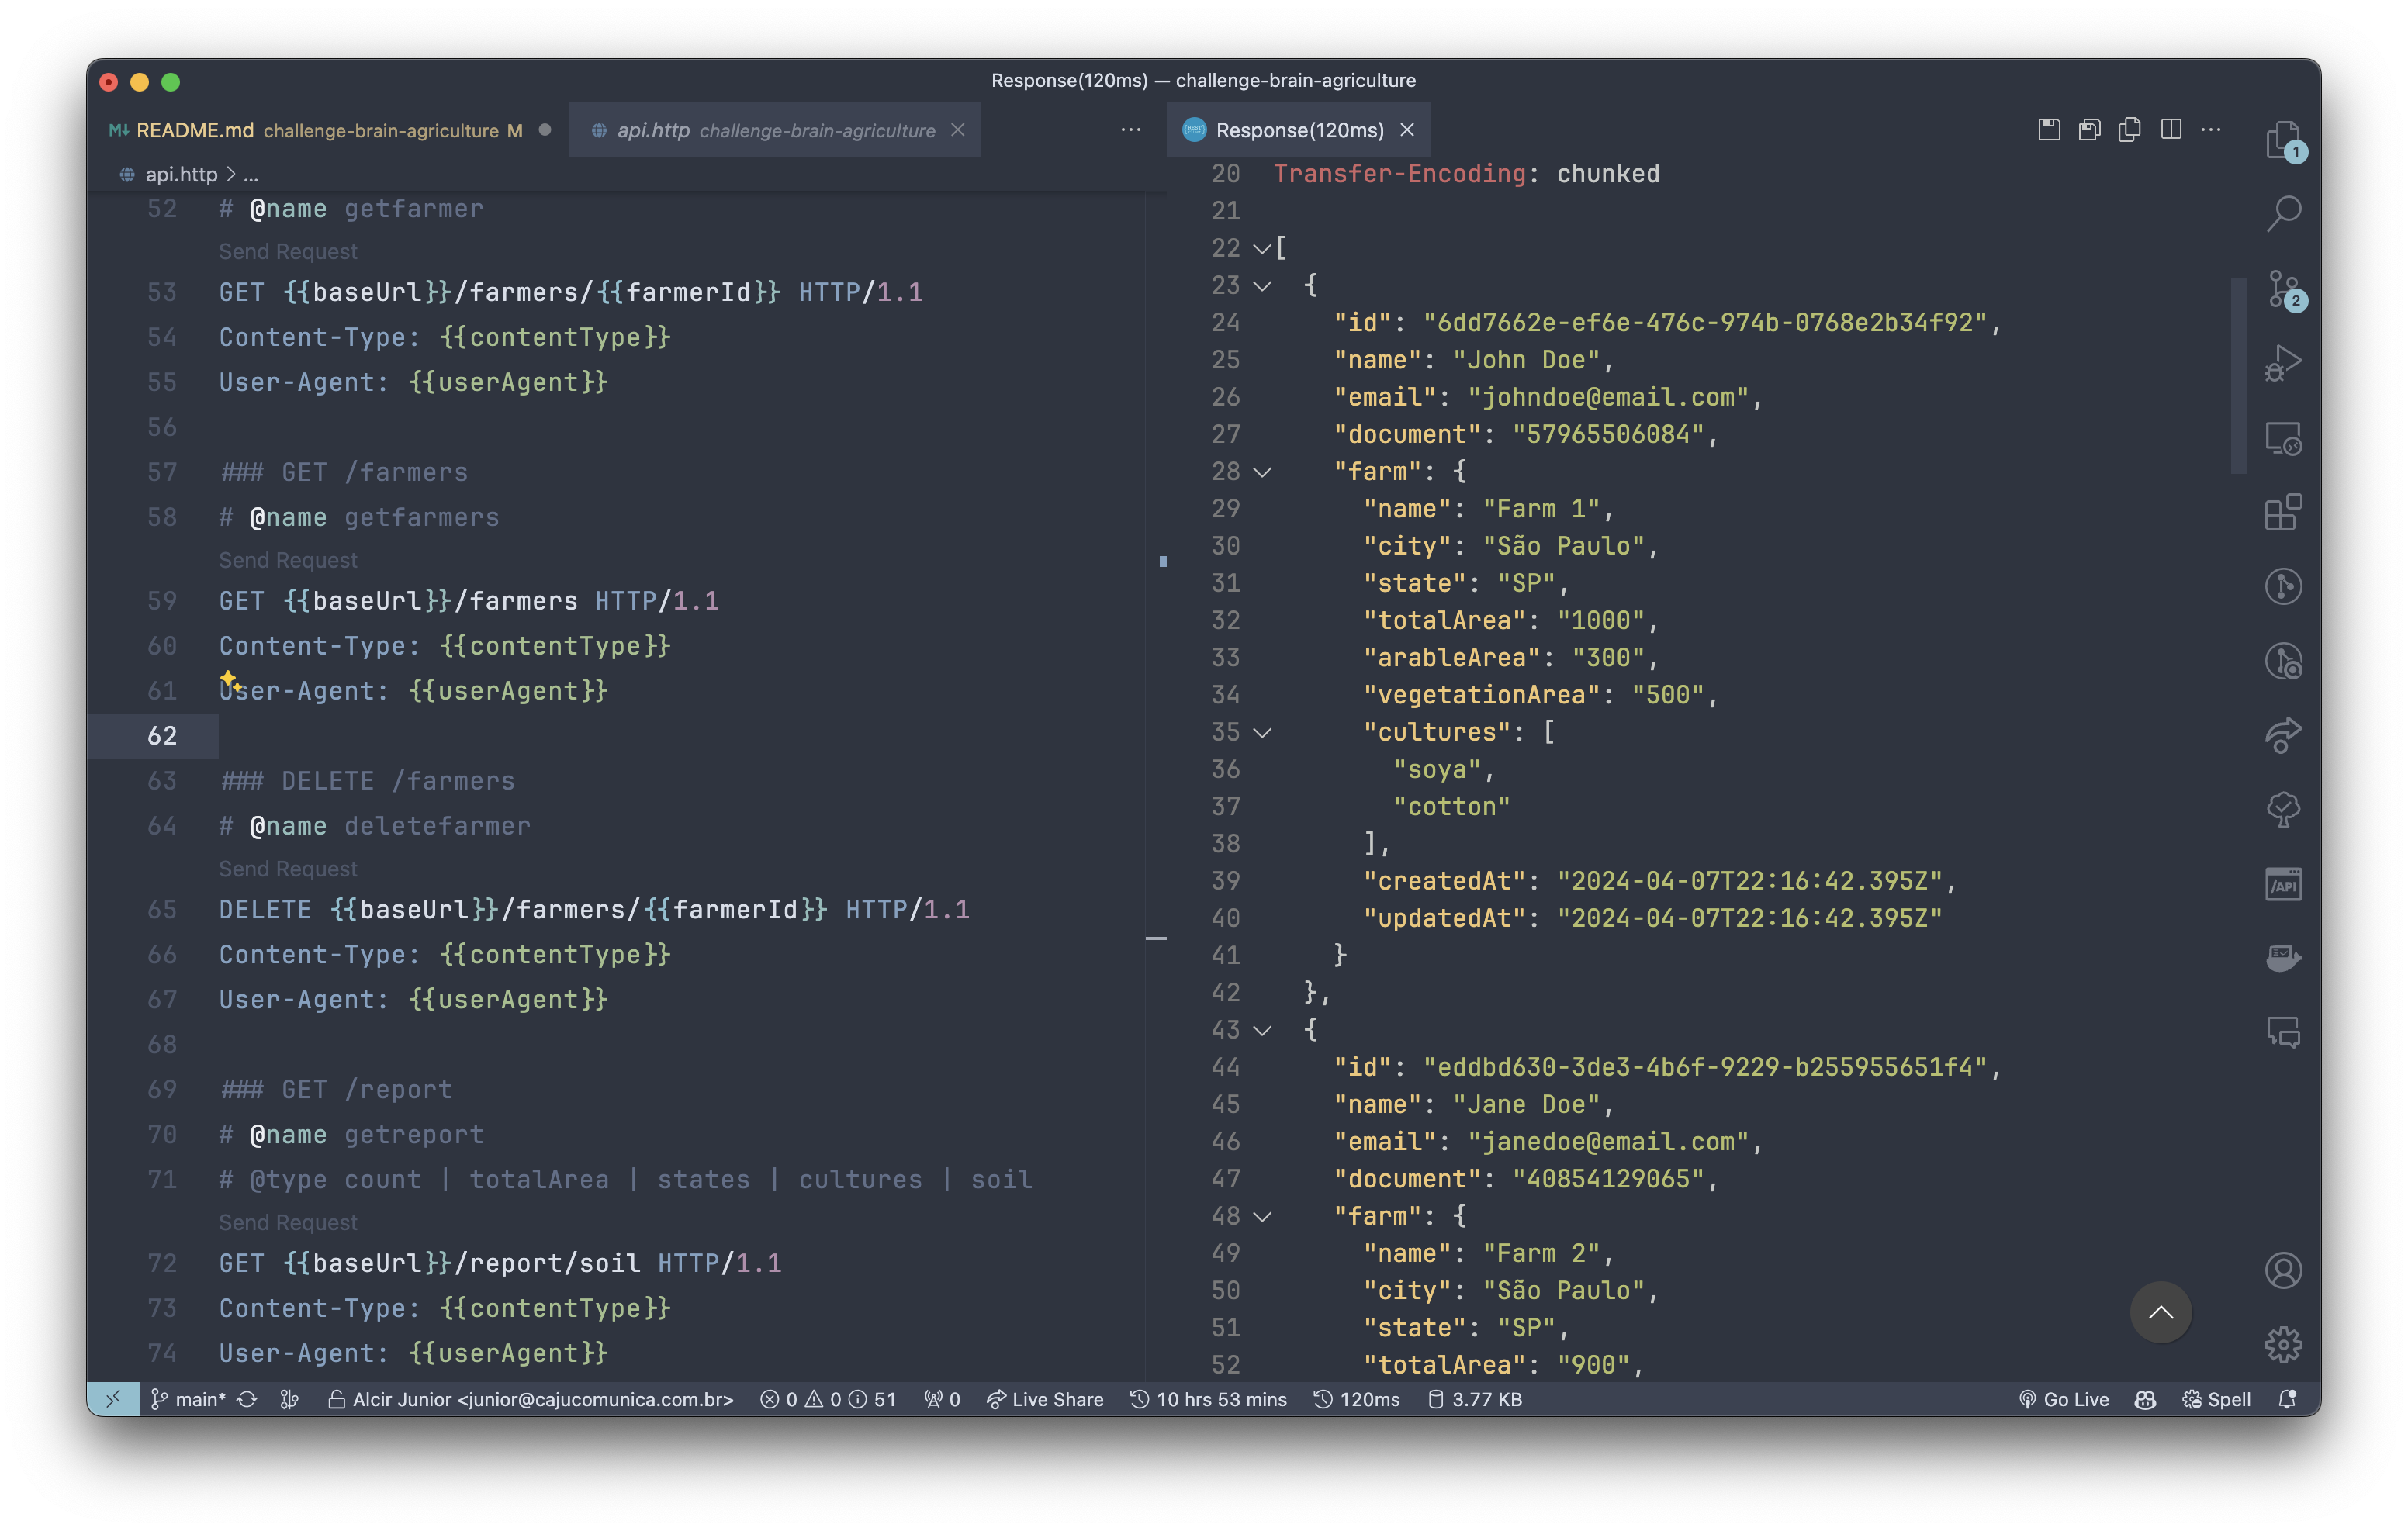 Response(120ms) — challenge-brain-agriculture
README.md challenge-brain-agriculture M
api.http challenge-brain-agriculture
api.http > ...
52 # @name getfarmer
Send Request
53 GET {{baseUrl}}/farmers/{{farmerId}} HTTP/1.1
54 Content-Type: {{contentType}}
55 User-Agent: {{userAgent}}
56
57 ### GET /farmers
58 # @name getfarmers
Send Request
59 GET {{baseUrl}}/farmers HTTP/1.1
60 Content-Type: {{contentType}}
61 User-Agent: {{userAgent}}
62
63 ### DELETE /farmers
64 # @name deletefarmer
Send Request
65 DELETE {{baseUrl}}/farmers/{{farmerId}} HTTP/1.1
66 Content-Type: {{contentType}}
67 User-Agent: {{userAgent}}
68
69 ### GET /report
70 # @name getreport
71 # @type count | totalArea | states | cultures | soil
Send Request
72 GET {{baseUrl}}/report/soil HTTP/1.1
73 Content-Type: {{contentType}}
74 User-Agent: {{userAgent}}
Response(120ms)
20 Transfer-Encoding: chunked
21
22 [
23 {
24 "id": "6dd7662e-ef6e-476c-974b-0768e2b34f92",
25 "name": "John Doe",
26 "email": "johndoe@email.com",
27 "document": "57965506084",
28 "farm": {
29 "name": "Farm 1",
30 "city": "São Paulo",
31 "state": "SP",
32 "totalArea": "1000",
33 "arableArea": "300",
34 "vegetationArea": "500",
35 "cultures": [
36 "soya",
37 "cotton"
38 ],
39 "createdAt": "2024-04-07T22:16:42.395Z",
40 "updatedAt": "2024-04-07T22:16:42.395Z"
41 }
42 },
43 {
44 "id": "eddbd630-3de3-4b6f-9229-b255955651f4",
45 "name": "Jane Doe",
46 "email": "janedoe@email.com",
47 "document": "40854129065",
48 "farm": {
49 "name": "Farm 2",
50 "city": "São Paulo",
51 "state": "SP",
52 "totalArea": "900",
1
2
/API
main* Alcir Junior <junior@cajucomunica.com.br> 0 0 51 0 Live Share 10 hrs 53 mins 120ms 3.77 KB Go Live Spell